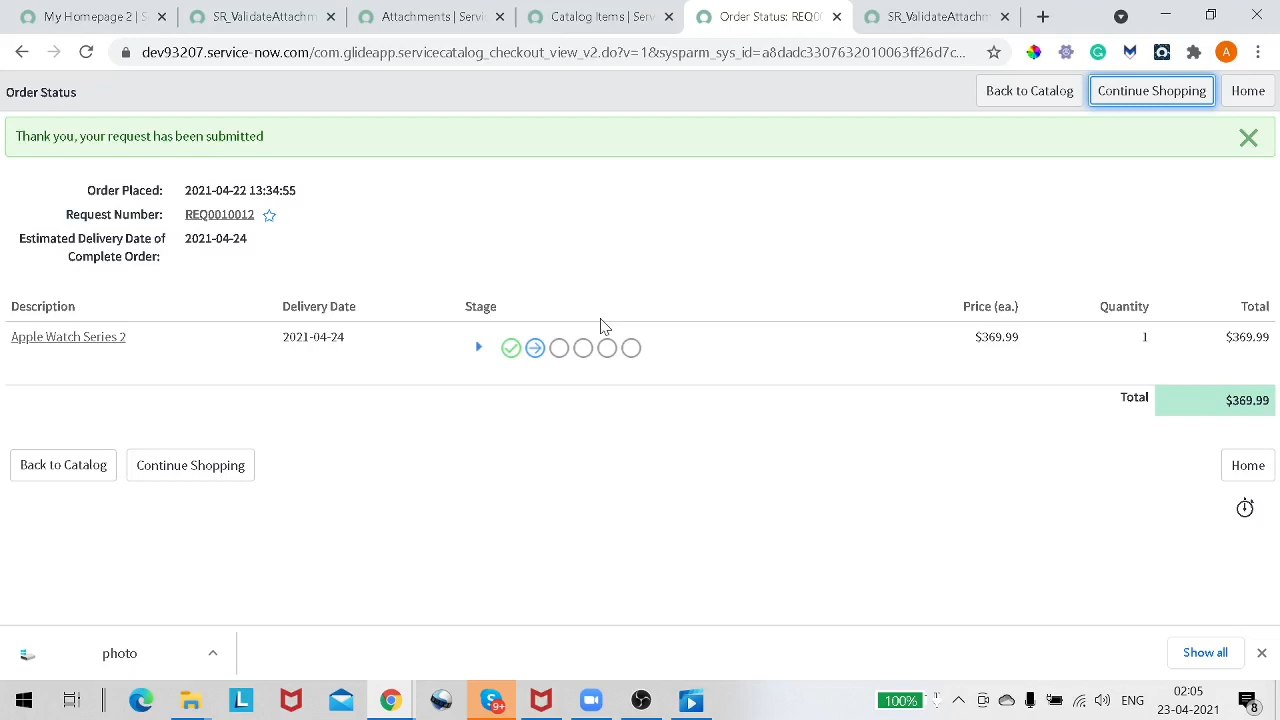 My Homepage 2 | S
SR_ValidateAttachm
Attachments | Servic
Catalog Items | Serv
Order Status: REQ0
SR_ValidateAttachm
dev93207.service-now.com/com.glideapp.servicecatalog_checkout_view_v2.do?v=1&sysparm_sys_id=a8dadc3307632010063ff26d7c...
A
Order Status
Back to Catalog
Continue Shopping
Home
Thank you, your request has been submitted
Order Placed: 2021-04-22 13:34:55
Request Number: REQ0010012
Estimated Delivery Date of 2021-04-24
Complete Order:
Description Delivery Date Stage Price (ea.) Quantity Total
Apple Watch Series 2 2021-04-24 $369.99 1 $369.99
Total $369.99
Back to Catalog
Continue Shopping
Home
photo
Show all
L
9+
100%
ENG
02:05
23-04-2021
8